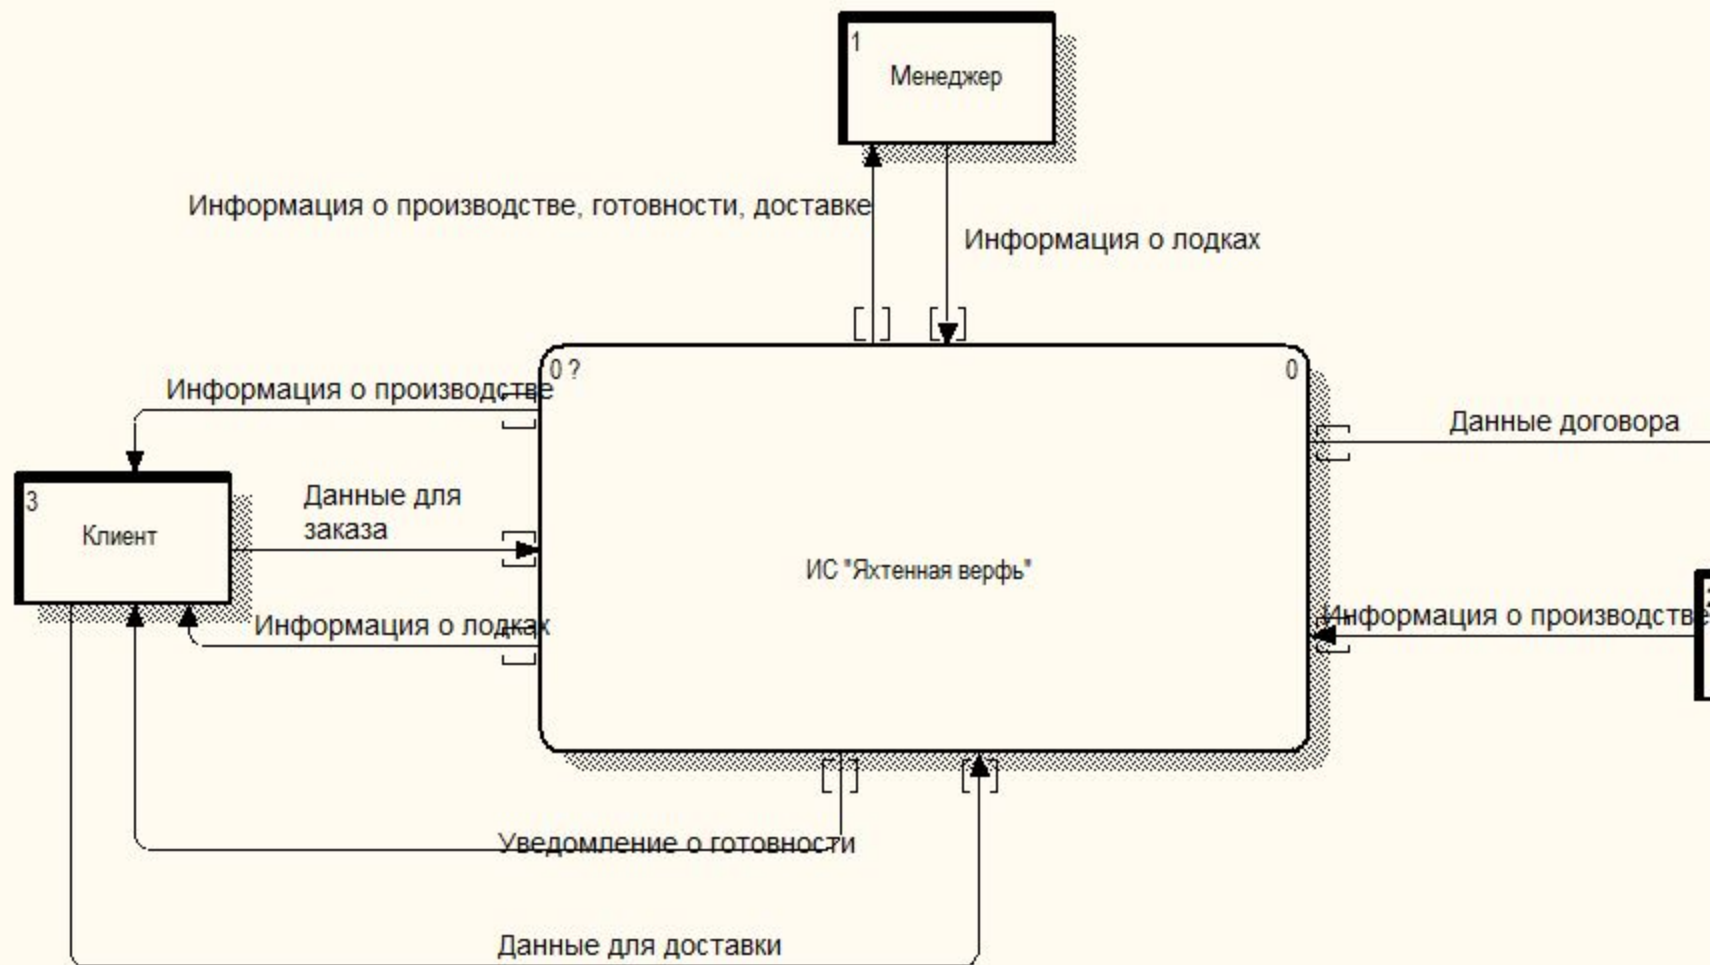 1
Менеджер
Информация о производстве, готовности, доставке
Информация о лодках
0 ?
0
Информация о производстве
Данные договора
3
Клиент
Данные для
заказа
ИС "Яхтенная верфь"
Информация о производстве
Информация о лодках
Уведомление о готовности
Данные для доставки